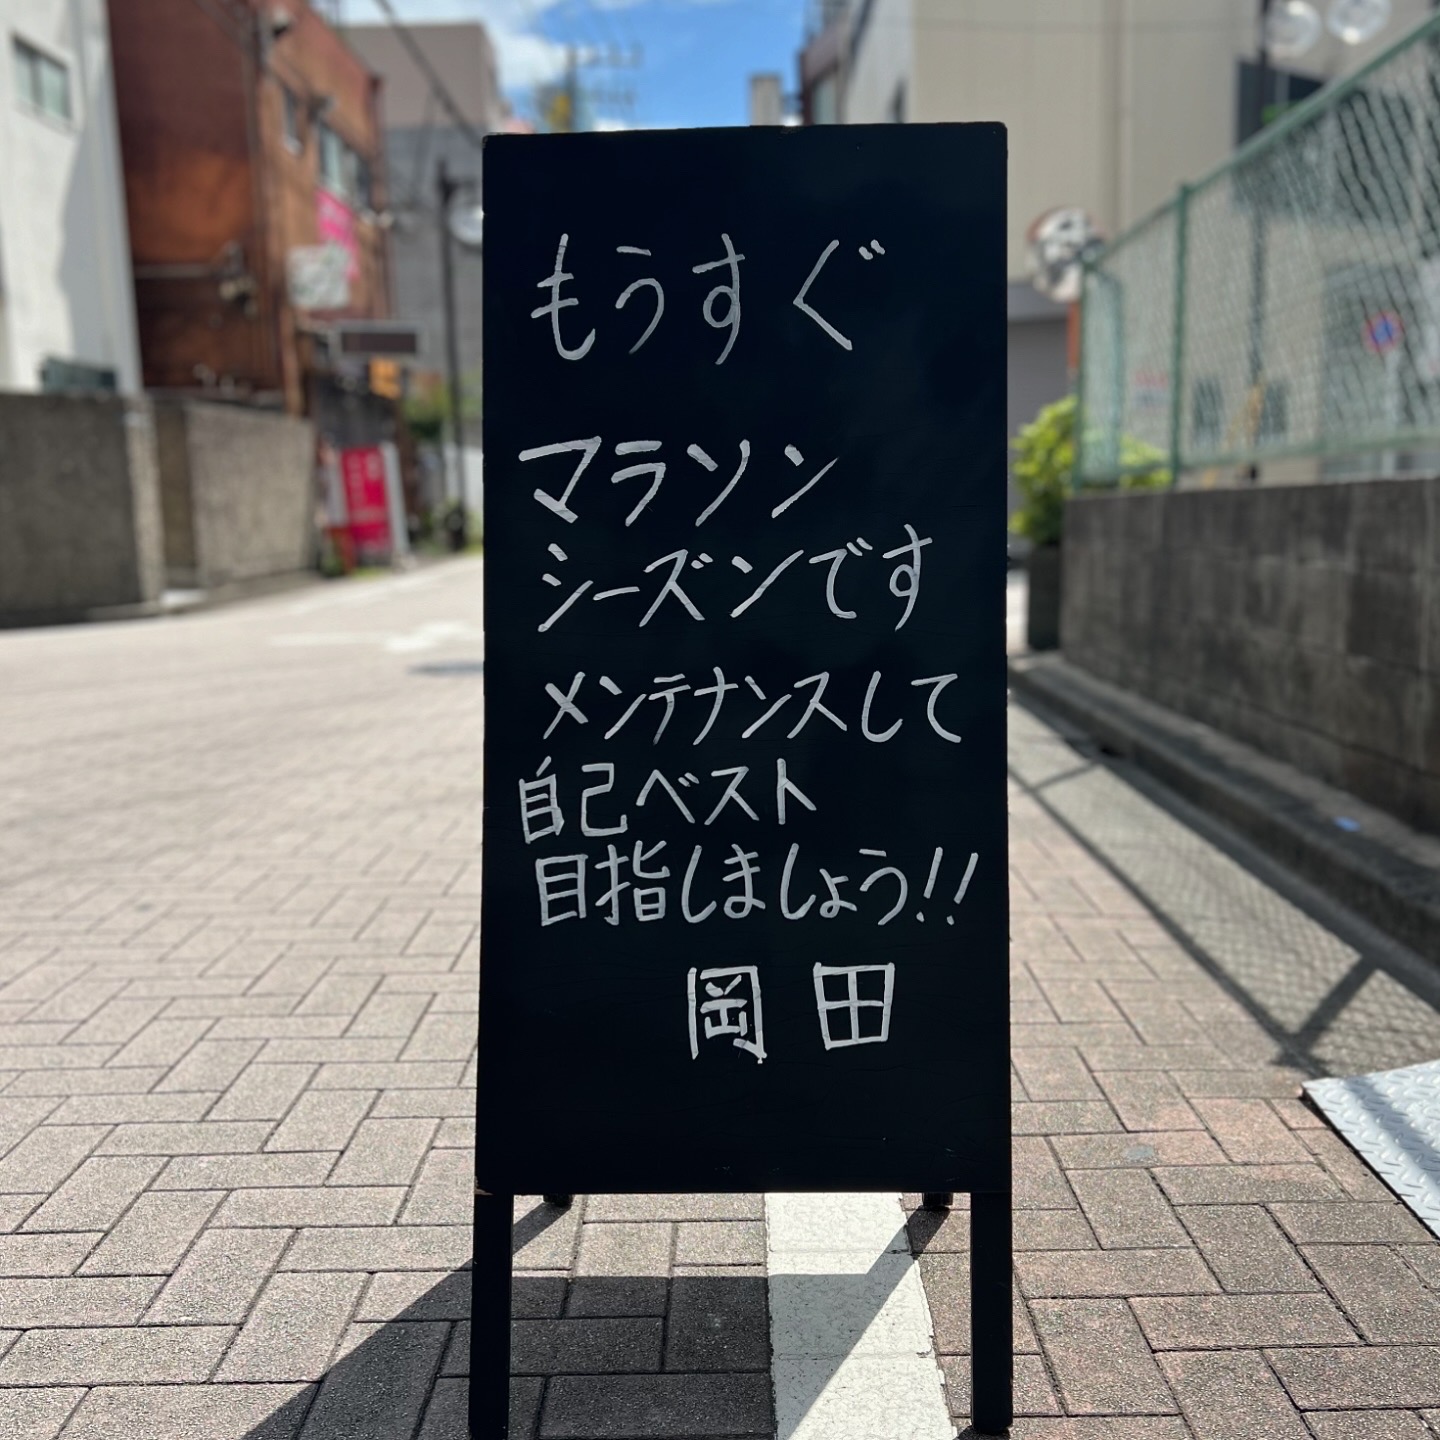 もうすぐ
マラソン
シーズンです
メンテナンスして
自己ベスト
目指しましょう!!
岡田